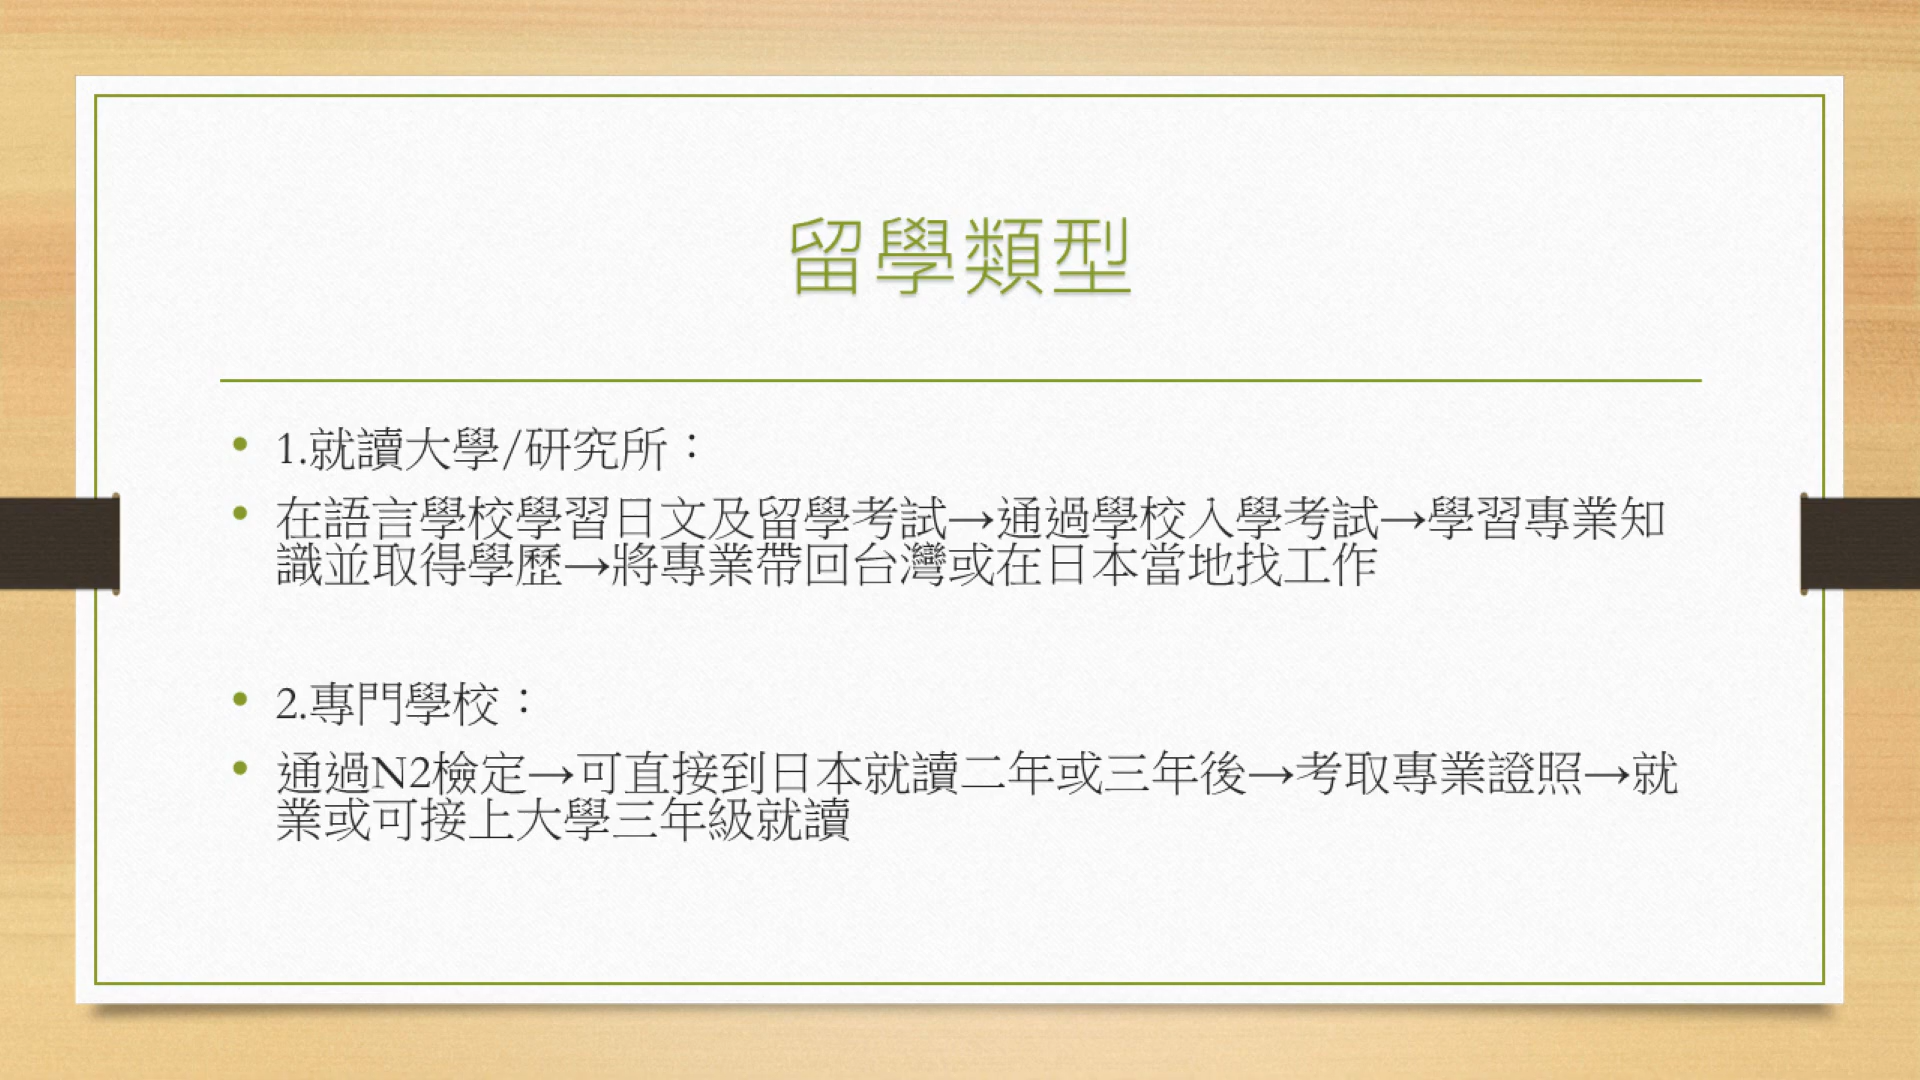 留學類型
• 1.就讀大學/研究所：
• 在語言學校學習日文及留學考試→通過學校入學考試→學習專業知
識並取得學歷→將專業帶回台灣或在日本當地找工作
• 2.專門學校：
• 通過N2檢定→可直接到日本就讀二年或三年後→考取專業證照→就
業或可接上大學三年級就讀